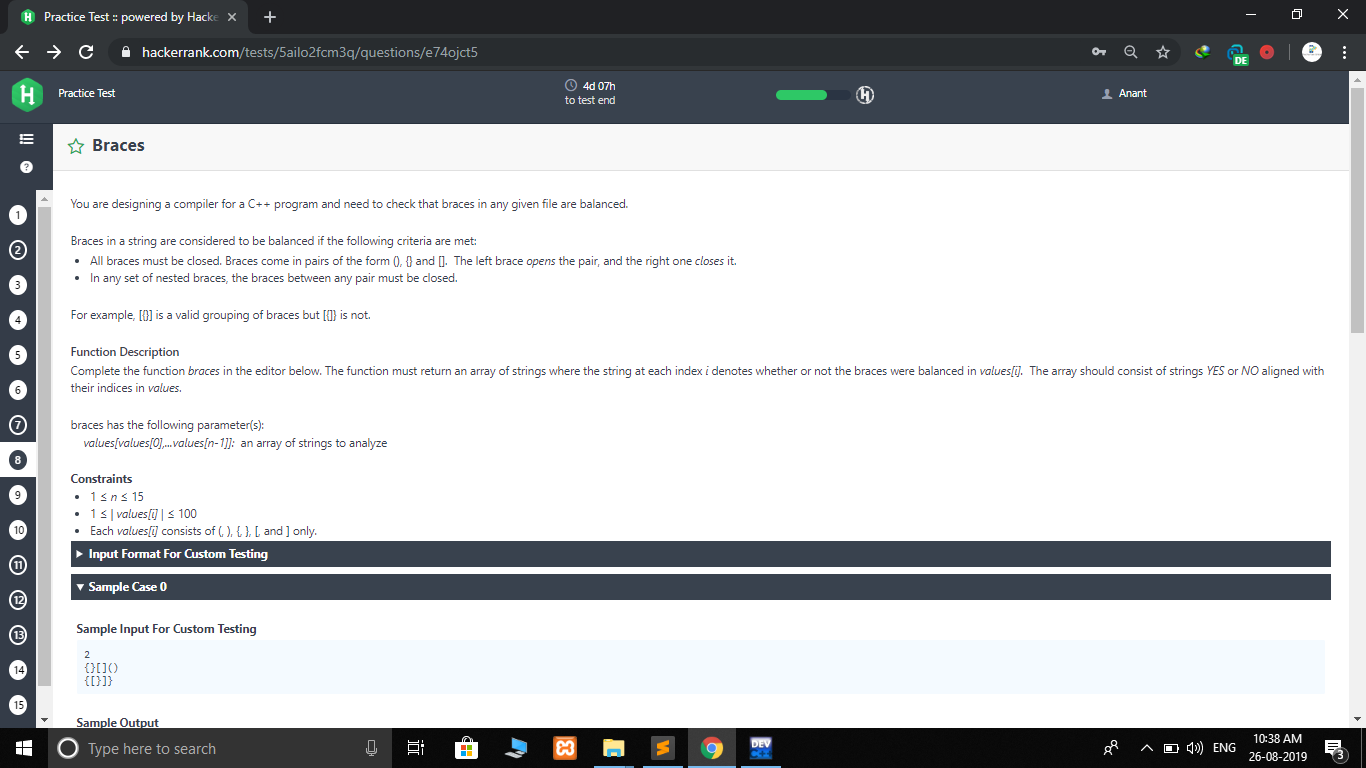 Practice Test :: powered by Hacke
hackerrank.com/tests/5ailo2fcm3q/questions/e74ojct5
DE
Practice Test
4d 07h
to test end
Anant
Braces
1
2
3
4
5
6
7
8
9
10
11
12
13
14
15
You are designing a compiler for a C++ program and need to check that braces in any given file are balanced.
Braces in a string are considered to be balanced if the following criteria are met:
• All braces must be closed. Braces come in pairs of the form (), {} and []. The left brace opens the pair, and the right one closes it.
• In any set of nested braces, the braces between any pair must be closed.
For example, [{}] is a valid grouping of braces but [{]} is not.
Function Description
Complete the function braces in the editor below. The function must return an array of strings where the string at each index i denotes whether or not the braces were balanced in values[i]. The array should consist of strings YES or NO aligned with
their indices in values.
braces has the following parameter(s):
values[values[0],...values[n-1]]: an array of strings to analyze
Constraints
• 1 ≤ n ≤ 15
• 1 ≤ | values[i] | ≤ 100
• Each values[i] consists of (, ), {, }, [, and ] only.
Input Format For Custom Testing
Sample Case 0
Sample Input For Custom Testing
2
{}[]()
{[}]}
Sample Output
Type here to search
DEV
ENG
10:38 AM
26-08-2019
3